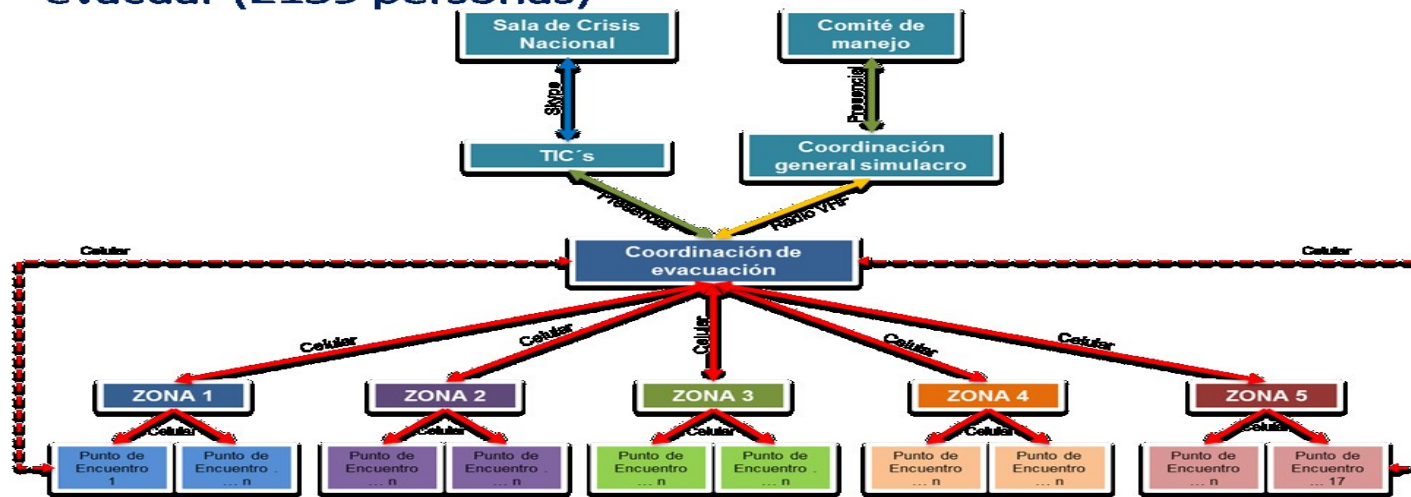 evacuar (2159 personas)
Sala de Crisis
Nacional
Comité de
manejo
Skype
Presencial
TIC´s
Coordinación
general simulacro
Presencial
Radio VHF
Celular
Coordinación de
evacuación
Celular
Celular
Celular
Celular
Celular
Celular
ZONA 1
ZONA 2
ZONA 3
ZONA 4
ZONA 5
Celular
Celular
Celular
Celular
Celular
Punto de
Encuentro
1
Punto de
Encuentro .
... n
Punto de
Encuentro
... n
Punto de
Encuentro .
... n
Punto de
Encuentro
... n
Punto de
Encuentro .
... n
Punto de
Encuentro
... n
Punto de
Encuentro
... n
Punto de
Encuentro
... n
Punto de
Encuentro
... 17